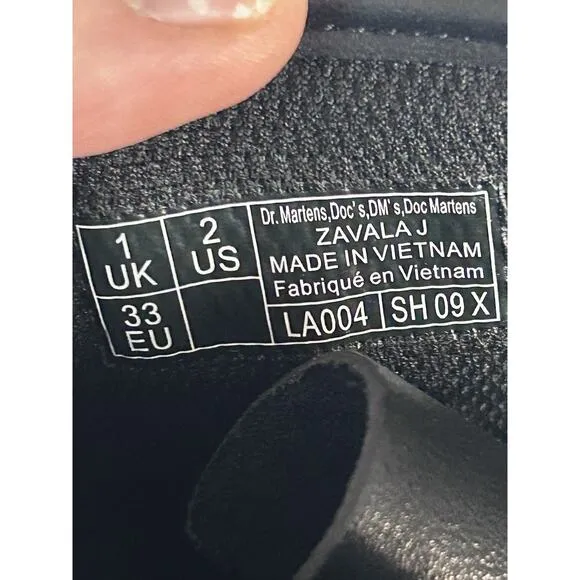 1
UK
2
US
33
EU
Dr. Martens,Doc's,DM's,Doc Martens
ZAVALA J
MADE IN VIETNAM
Fabriqué en Vietnam
LA004
SH 09 X